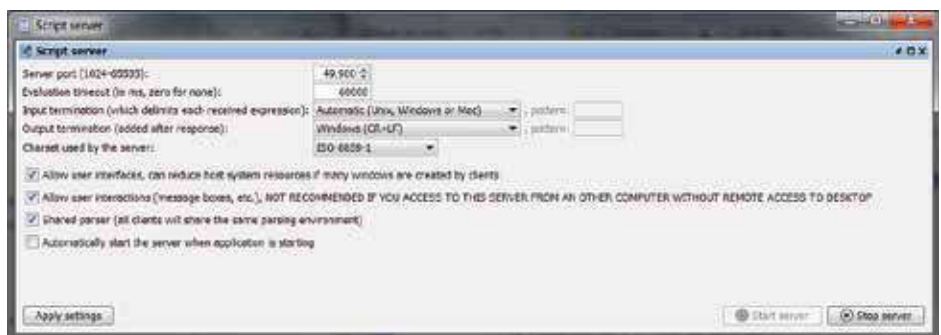 Script server
Script server
Server port (1024-65535):
49,900
Evaluation timeout (in ms, zero for none):
60000
Input termination (which delimits each received expression):
Automatic (Unix, Windows or Mac)
, pattern:
Output termination (added after response):
Windows (CR+LF)
, pattern:
Charset used by the server:
ISO-8859-1
Allow user interfaces, can reduce host system resources if many windows are created by clients
Allow user interactions (message boxes, etc.), NOT RECOMMENDED IF YOU ACCESS TO THIS SERVER FROM AN OTHER COMPUTER WITHOUT REMOTE ACCESS TO DESKTOP
Shared parser (all clients will share the same parsing environment)
Automatically start the server when application is starting
Apply settings
Start server
Stop server